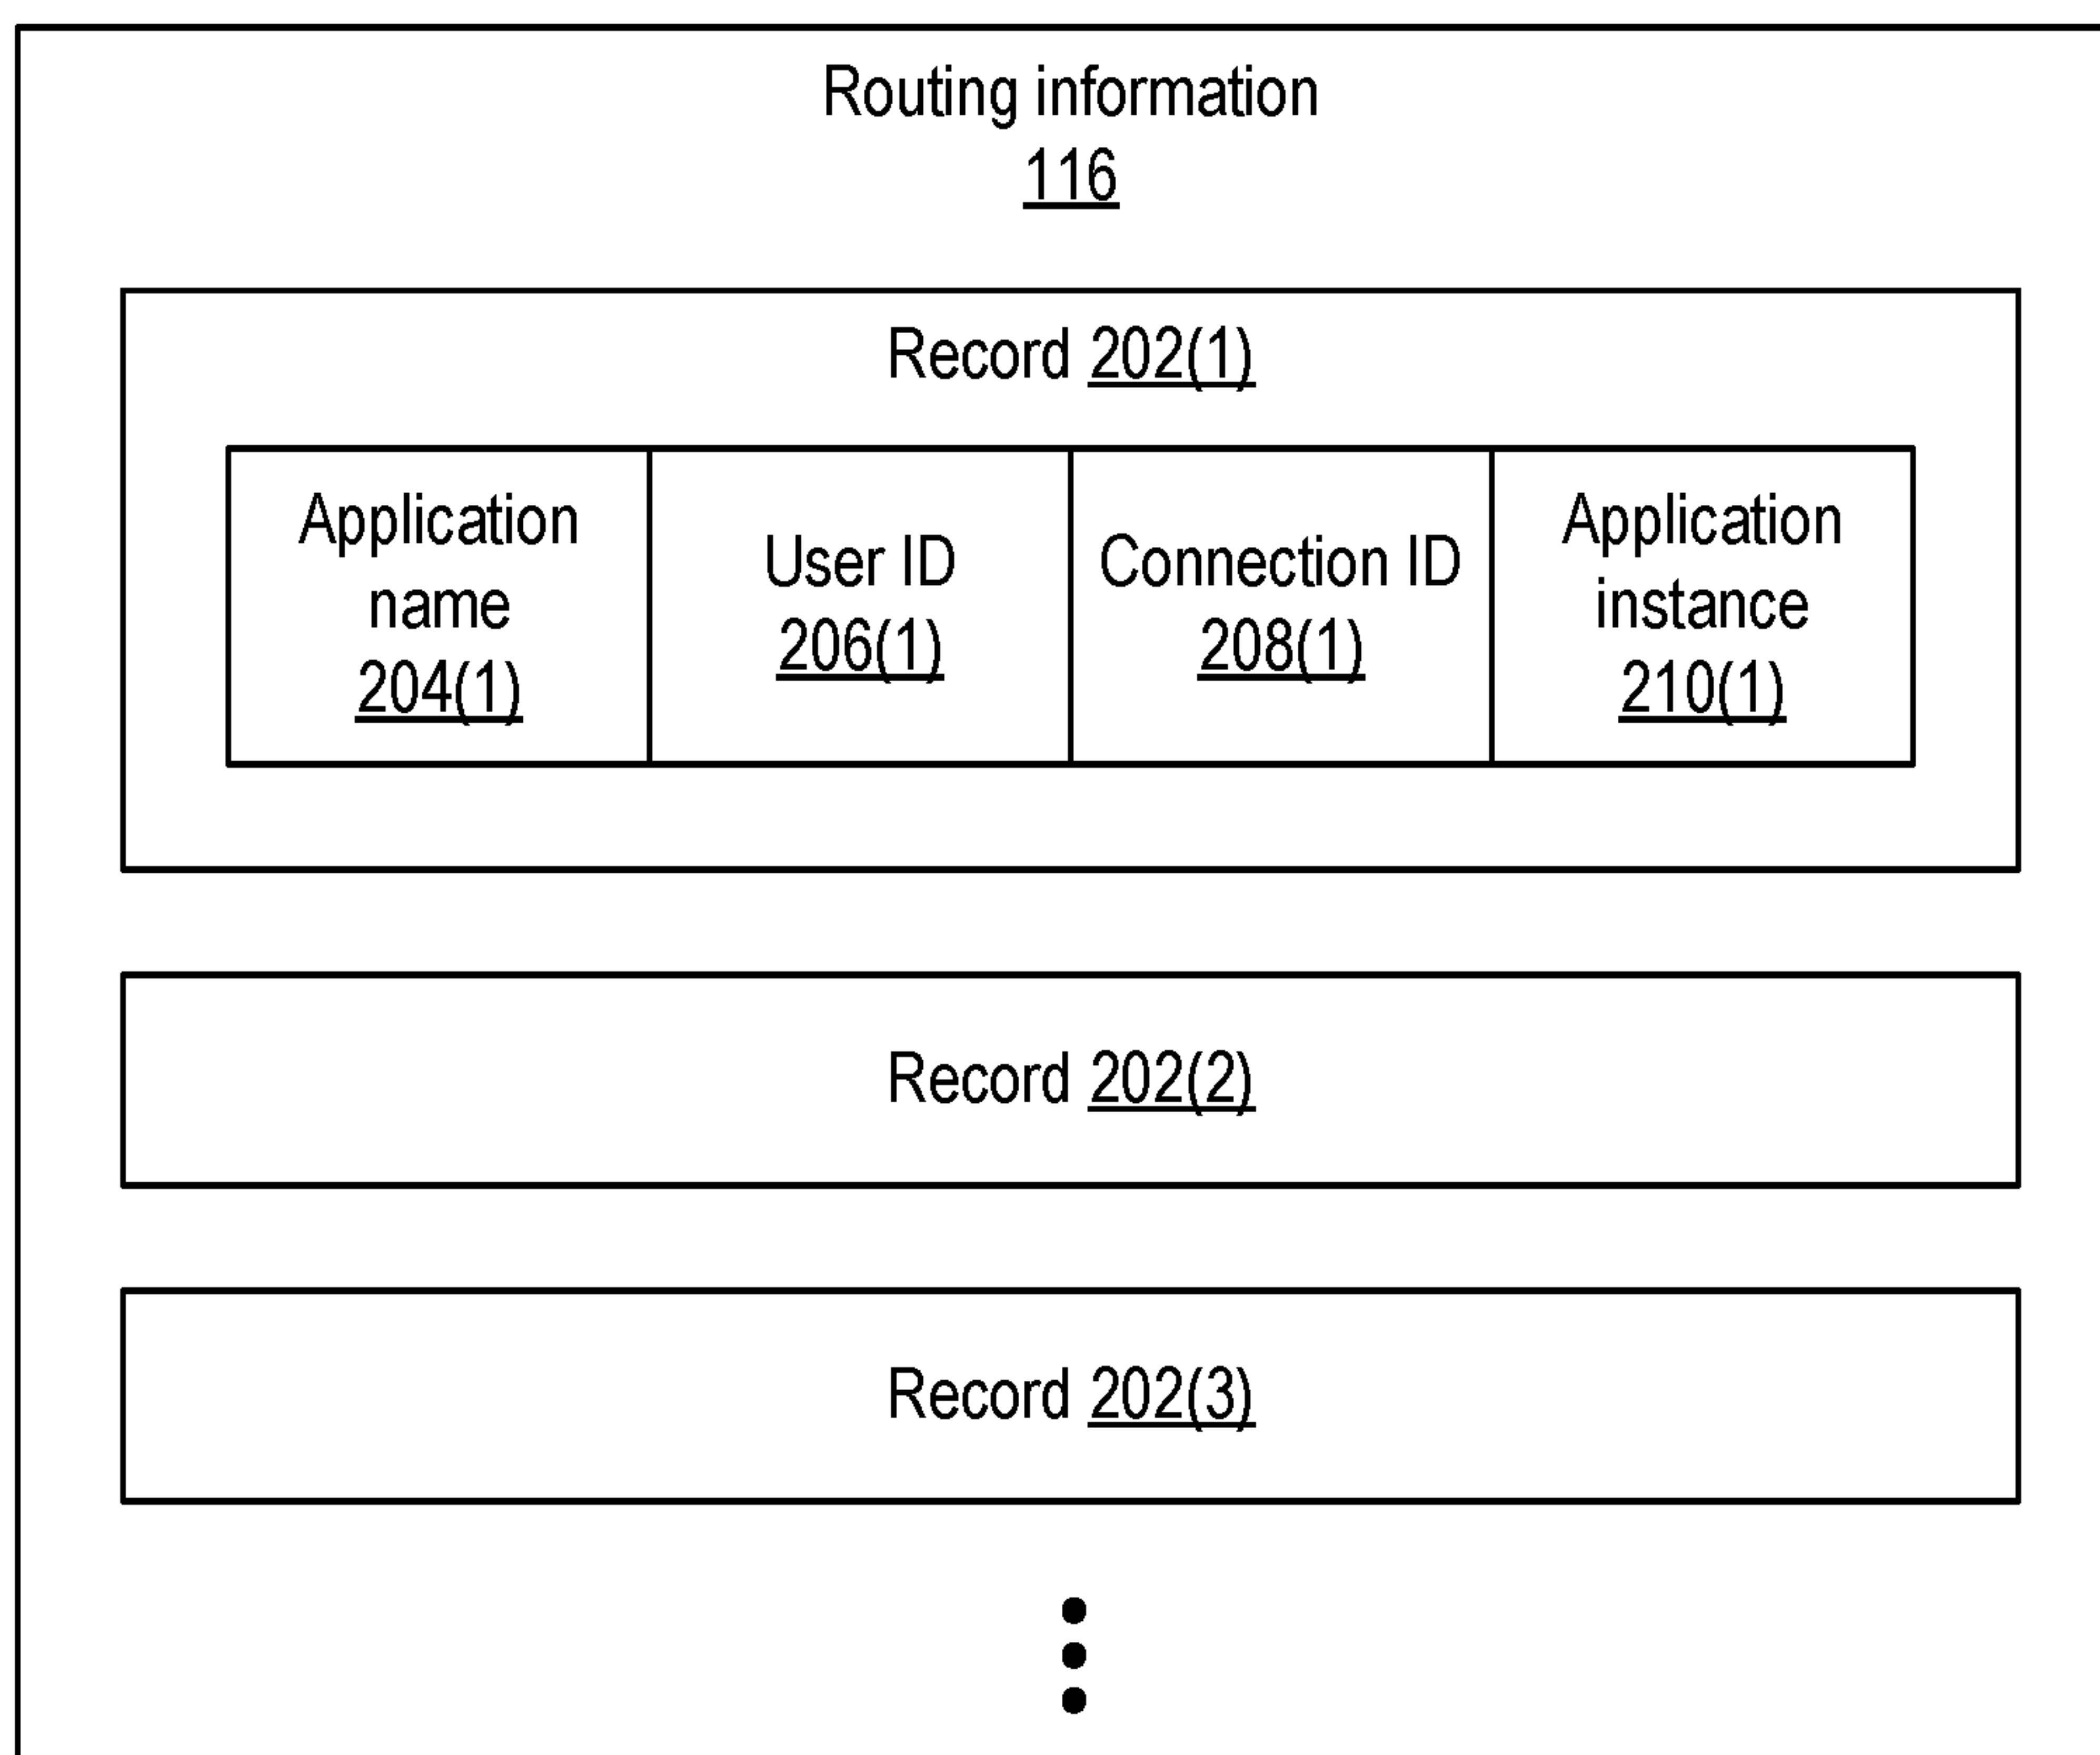 Routing information
116
Record 202(1)
Application
name
204(1)
User ID
206(1)
Connection ID
208(1)
Application
instance
210(1)
Record 202(2)
Record 202(3)